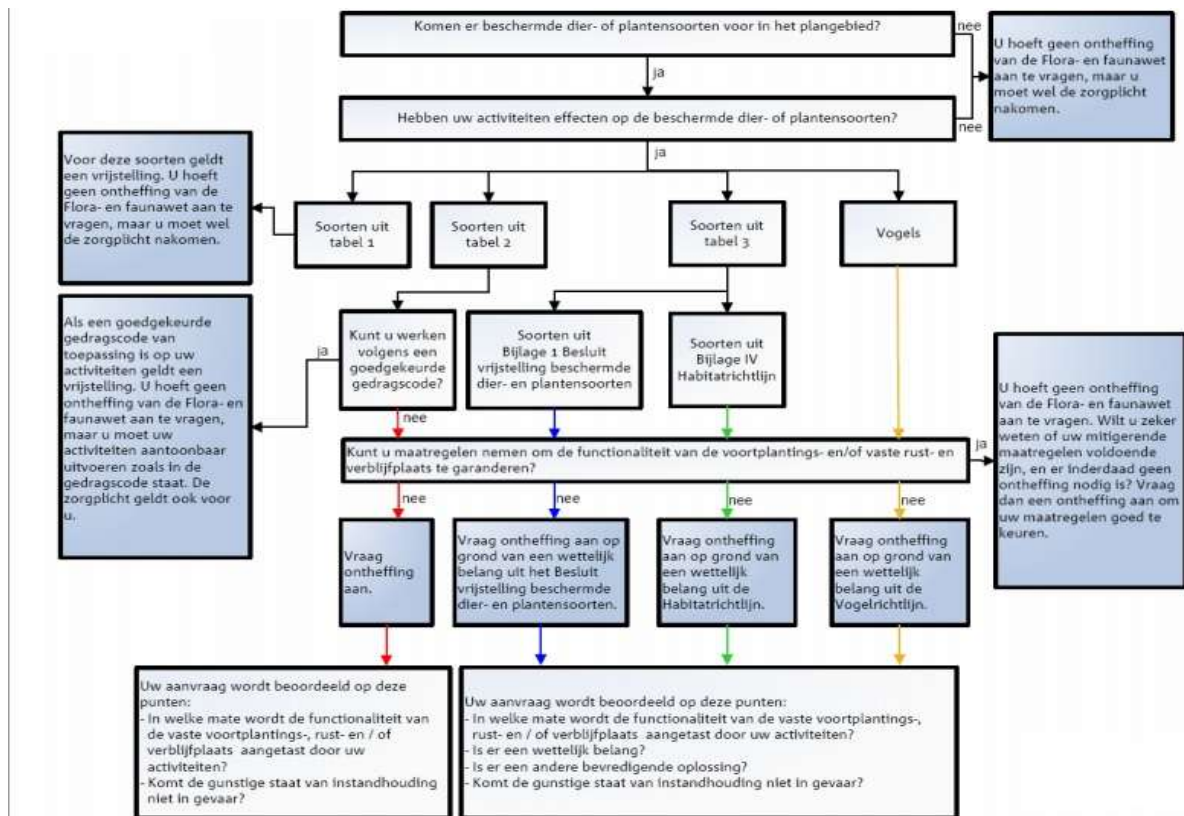 Komen er beschermde dier- of plantensoorten voor in het plangebied?
nee
U hoeft geen ontheffing
van de Flora- en faunawet
aan te vragen, maar u
moet wel de zorgplicht
nakomen.
ja
Hebben uw activiteiten effecten op de beschermde dier- of plantensoorten?
nee
ja
Voor deze soorten geldt
een vrijstelling. U hoeft
geen ontheffing van de
Flora- en faunawet aan te
vragen, maar u moet wel
de zorgplicht nakomen.
Soorten uit
tabel 1
Soorten uit
tabel 2
Soorten uit
tabel 3
Vogels
Als een goedgekeurde
gedragscode van
toepassing is op uw
activiteiten geldt een
vrijstelling. U hoeft geen
ontheffing van de Flora- en
faunawet aan te vragen,
maar u moet uw
activiteiten aantoonbaar
uitvoeren zoals in de
gedragscode staat. De
zorgplicht geldt ook voor
u.
ja
Kunt u werken
volgens een
goedgekeurde
gedragscode?
Soorten uit
Bijlage 1 Besluit
vrijstelling beschermde
dier- en plantensoorten
Soorten uit
Bijlage IV
Habitatrichtlijn
nee
Kunt u maatregelen nemen om de functionaliteit van de voortplantings- en/of vaste rust- en
verblijfplaats te garanderen?
ja
U hoeft geen ontheffing
van de Flora- en faunawet
aan te vragen. Wilt u zeker
weten of uw mitigerende
maatregelen voldoende
zijn, en er inderdaad geen
ontheffing nodig is? Vraag
dan een ontheffing aan om
uw maatregelen goed te
keuren.
nee
nee
nee
nee
Vraag
ontheffing
aan.
Vraag ontheffing aan op
grond van een wettelijk
belang uit het Besluit
vrijstelling beschermde
dier- en plantensoorten.
Vraag ontheffing
aan op grond van
een wettelijk
belang uit de
Habitatrichtlijn.
Vraag ontheffing
aan op grond van
een wettelijk
belang uit de
Vogelrichtlijn.
Uw aanvraag wordt beoordeeld op deze
punten:
- In welke mate wordt de functionaliteit van
de vaste voortplantings-, rust- en / of
verblijfplaats aangetast door uw
activiteiten?
- Komt de gunstige staat van instandhouding
niet in gevaar?
Uw aanvraag wordt beoordeeld op deze
punten:
- In welke mate wordt de functionaliteit van de vaste voortplantings-,
rust- en / of verblijfplaats aangetast door uw activiteiten?
- Is er een wettelijk belang?
- Is er een andere bevredigende oplossing?
- Komt de gunstige staat van instandhouding niet in gevaar?